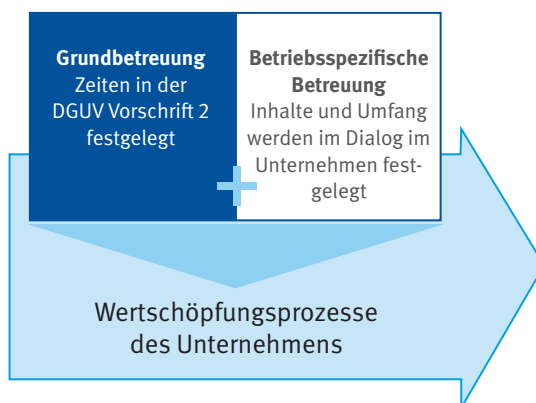 Grundbetreuung
Zeiten in der
DGUV Vorschrift 2
festgelegt
Betriebsspezifische
Betreuung
Inhalte und Umfang
werden im Dialog im
Unternehmen fest-
gelegt
Wertschöpfungsprozesse
des Unternehmens